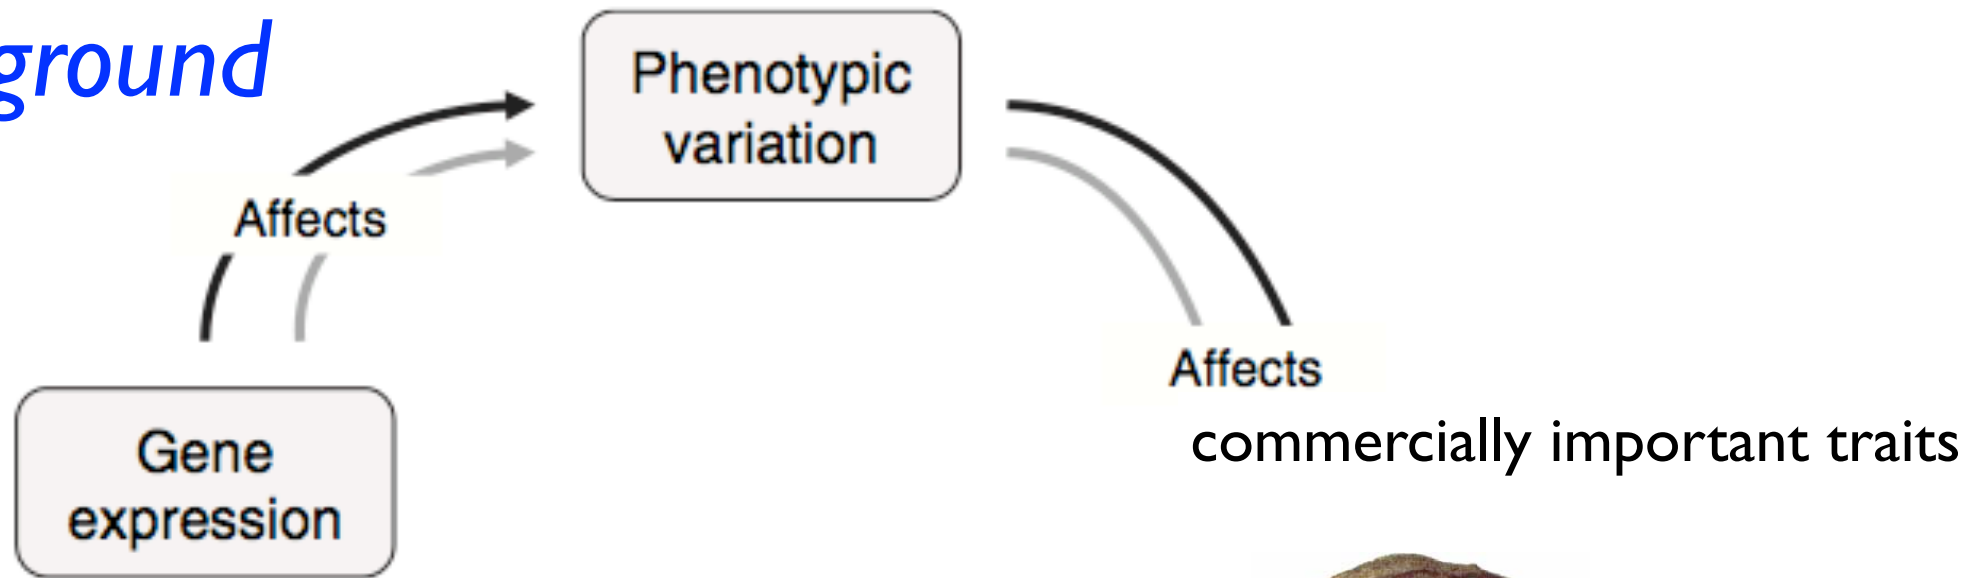 ground
Phenotypic
variation
Affects
Affects
commercially important traits
Gene
expression